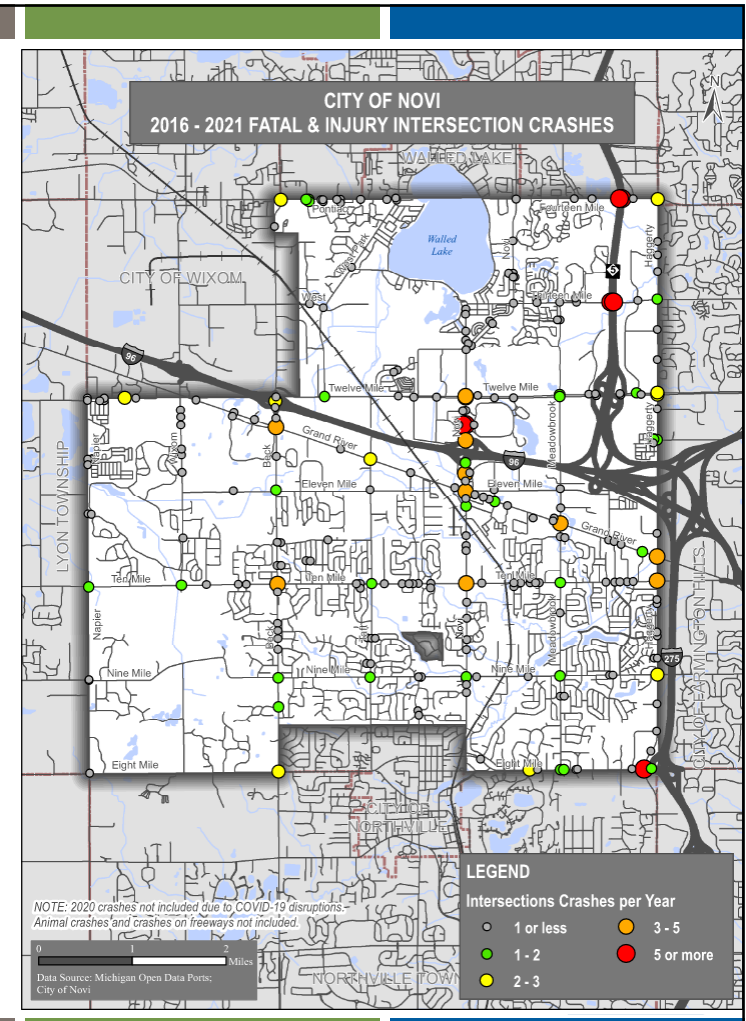 CITY OF NOVI
2016 - 2021 FATAL & INJURY INTERSECTION CRASHES
N
WALLED LAKE
Pontiac
Fourteen Mile
Haggerty
Walled
Lake
Novi
West Park
5
CITY OF WIXOM
West
Thirteen Mile
96
Twelve Mile
Twelve Mile
Napier
Wixom
Beck
Grand River
Novi
Meadowbrook
Haggerty
96
LYON TOWNSHIP
Eleven Mile
Eleven Mile
Grand River
Ten Mile
Ten Mile
Ten Mile
Napier
Beck
Taft
Novi
Meadowbrook
Haggerty
CITY OF FARMINGTON HILLS
Nine Mile
Nine Mile
Nine Mile
275
Eight Mile
Eight Mile
CITY OF
NORTHVILLE
LEGEND
Intersections Crashes per Year
1 or less
3 - 5
1 - 2
5 or more
2 - 3
NOTE: 2020 crashes not included due to COVID-19 disruptions.
Animal crashes and crashes on freeways not included.
0 1 2
Miles
Data Source: Michigan Open Data Ports;
City of Novi
NORTHVILLE TOWN